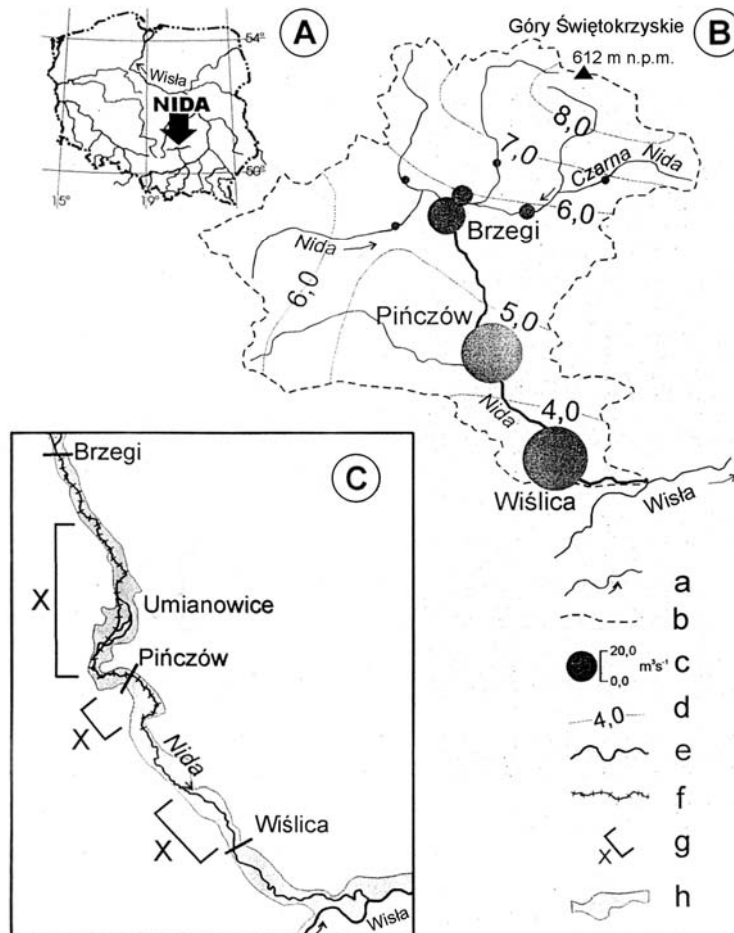 A
54°
Wisła
NIDA
50°
15°
19°
Góry Świętokrzyskie
B
612 m n.p.m.
8,0
7,0
Czarna Nida
6,0
Brzegi
Nida
6,0
5,0
Pińczów
Nida
4,0
Wiślica
Wisła
C
Brzegi
X
Umianowice
Pińczów
X
Nida
Wiślica
X
Wisła
a
b
20,0
m³s⁻¹
0,0
c
4,0
d
e
f
X
g
h